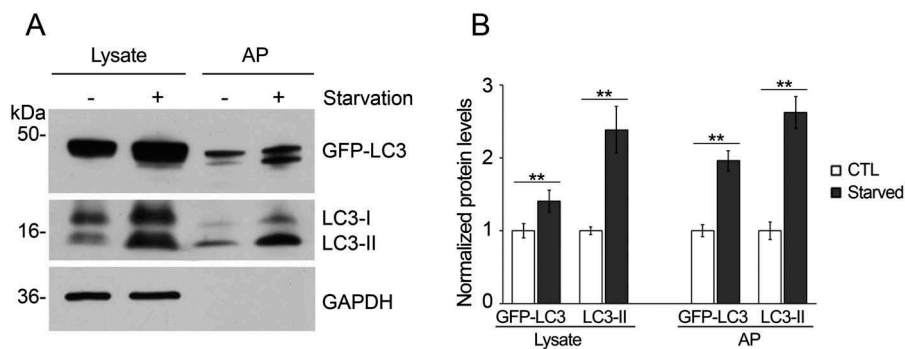 A
Lysate AP
- + - + Starvation
kDa
50-
GFP-LC3
LC3-I
16-
LC3-II
36-
GAPDH
B
Normalized protein levels
3
2
1
0
** ** ** **
CTL
Starved
GFP-LC3 LC3-II GFP-LC3 LC3-II
Lysate AP